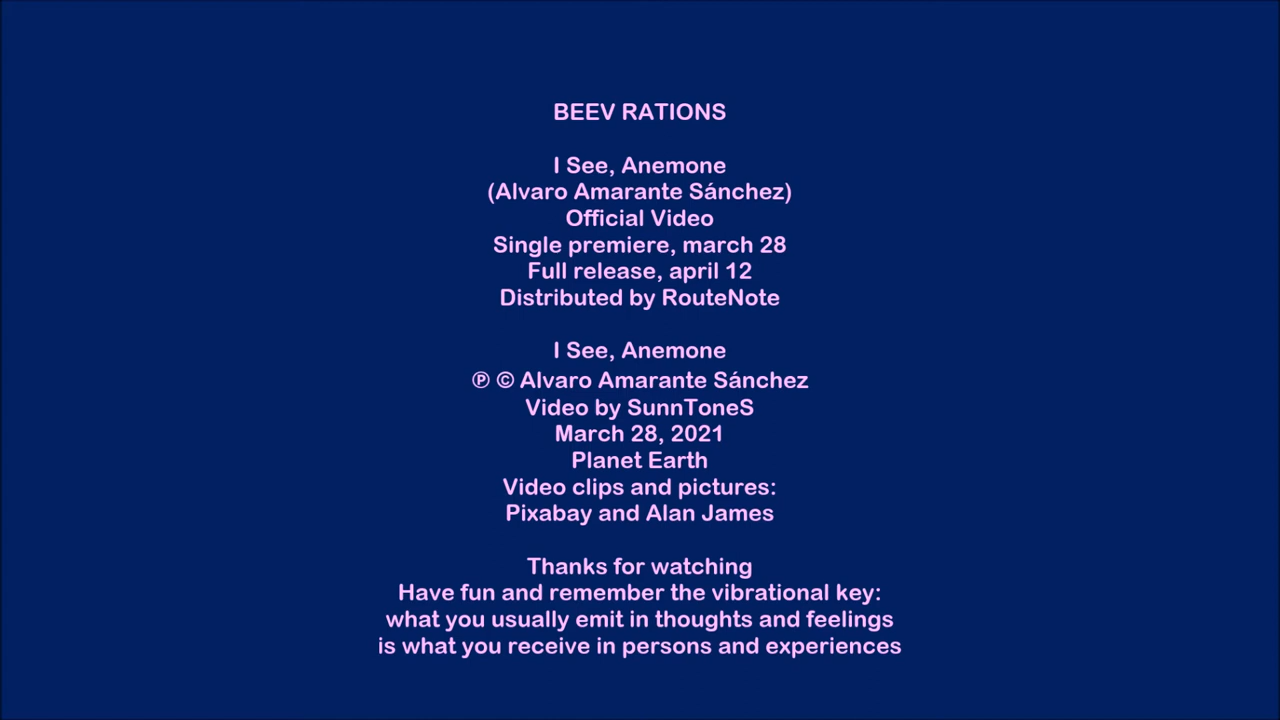 BEEV RATIONS
I See, Anemone
(Alvaro Amarante Sánchez)
Official Video
Single premiere, march 28
Full release, april 12
Distributed by RouteNote
I See, Anemone
℗ © Alvaro Amarante Sánchez
Video by SunnToneS
March 28, 2021
Planet Earth
Video clips and pictures:
Pixabay and Alan James
Thanks for watching
Have fun and remember the vibrational key:
what you usually emit in thoughts and feelings
is what you receive in persons and experiences